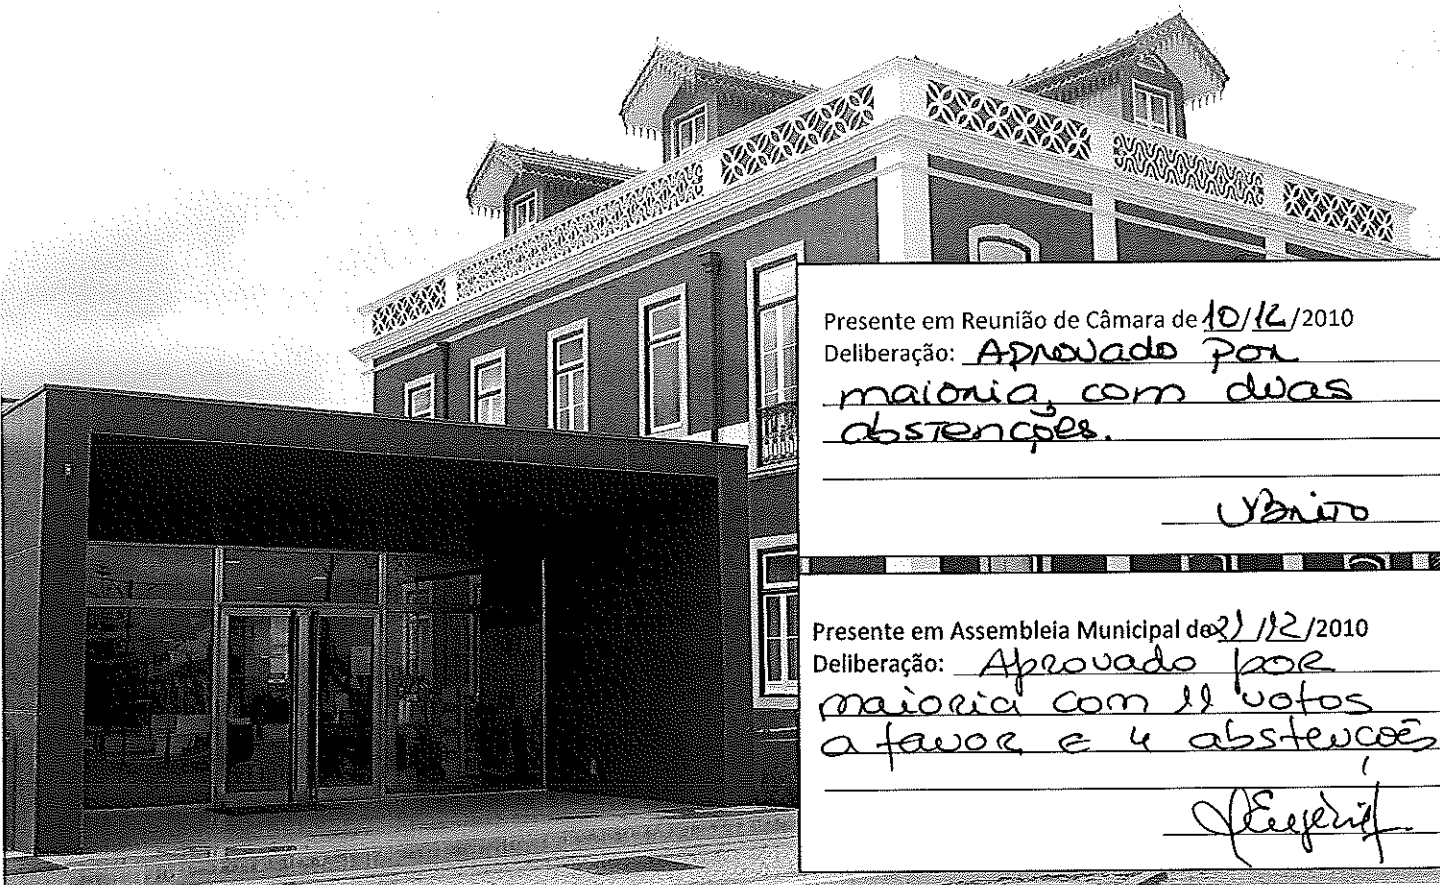 Presente em Reunião de Câmara de 10/12/2010
Deliberação: Aprovado por
maioria, com duas
abstenções.
VBrito
Presente em Assembleia Municipal de 21/12/2010
Deliberação: Aprovado por
maioria com 11 votos
a favor e 4 abstenções